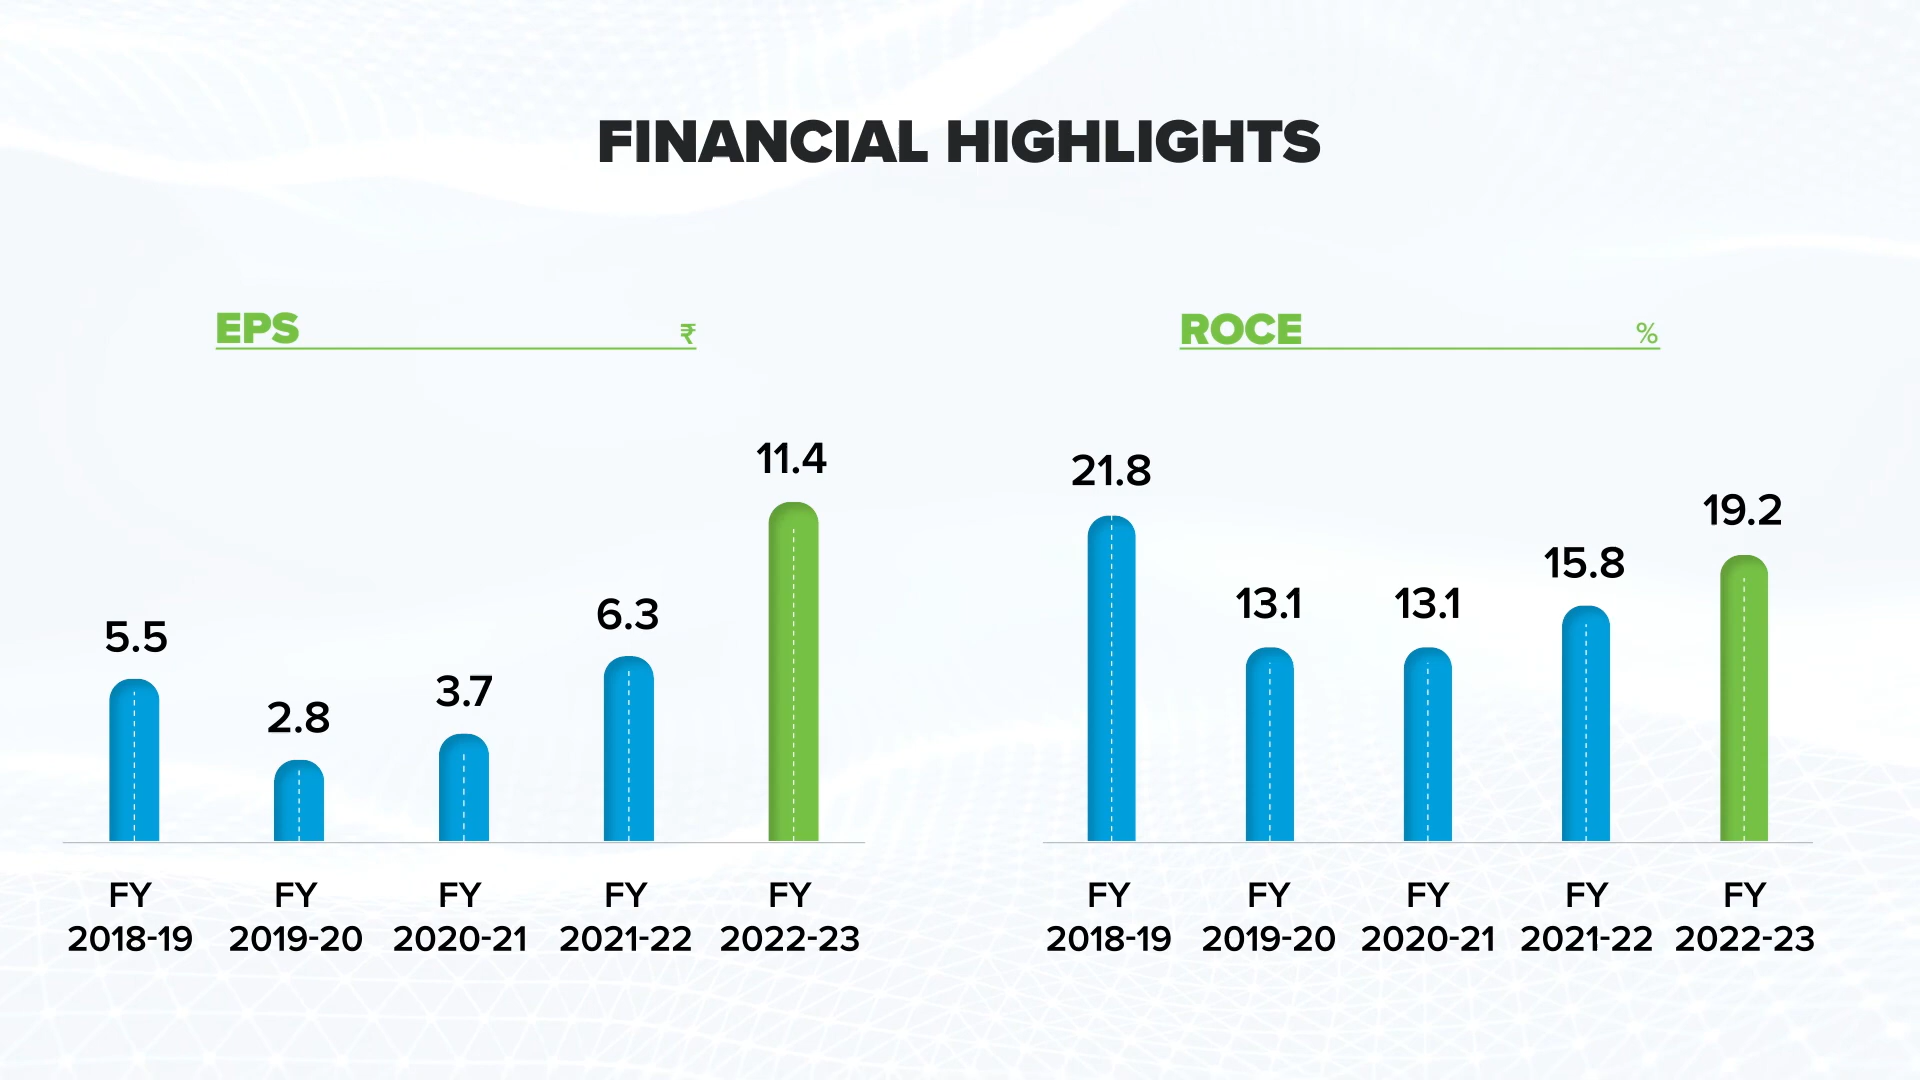 FINANCIAL HIGHLIGHTS
EPS ₹
11.4
6.3
5.5
3.7
2.8
FY FY FY FY FY
2018-19 2019-20 2020-21 2021-22 2022-23
ROCE %
21.8
19.2
15.8
13.1 13.1
FY FY FY FY FY
2018-19 2019-20 2020-21 2021-22 2022-23